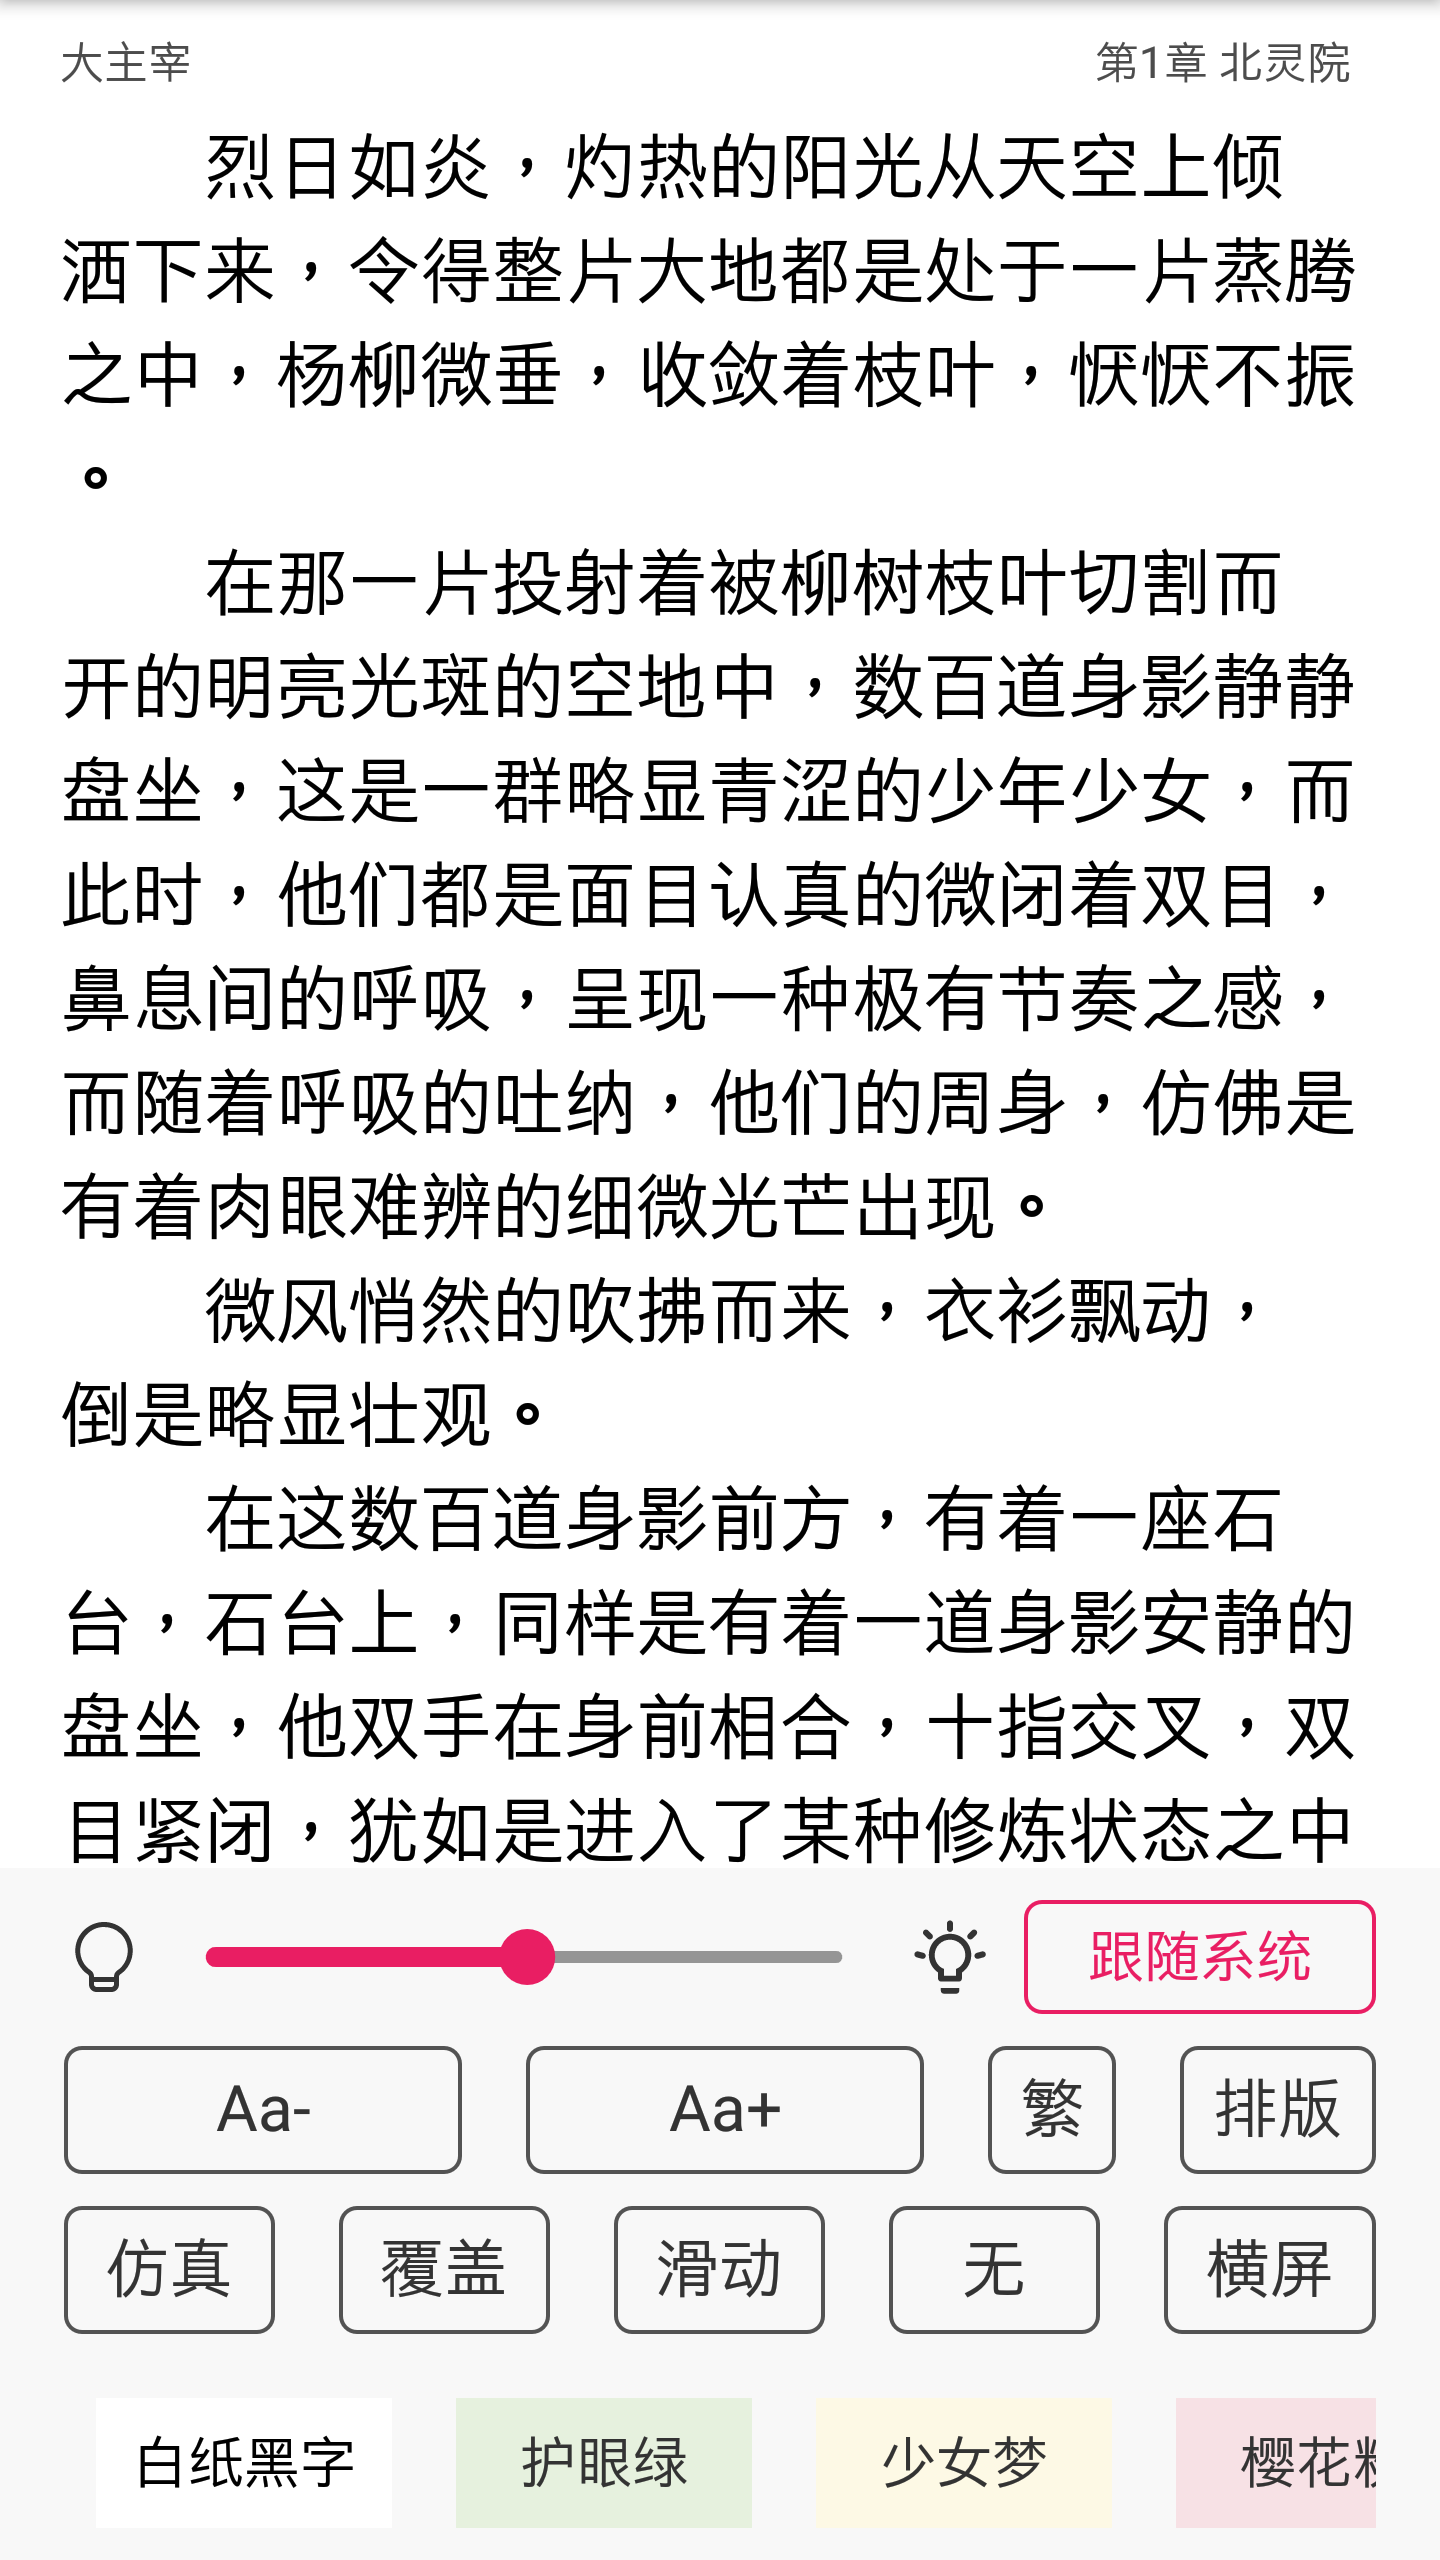 大主宰
第1章 北灵院
烈日如炎，灼热的阳光从天空上倾
洒下来，令得整片大地都是处于一片蒸腾
之中，杨柳微垂，收敛着枝叶，恹恹不振
。
在那一片投射着被柳树枝叶切割而
开的明亮光斑的空地中，数百道身影静静
盘坐，这是一群略显青涩的少年少女，而
此时，他们都是面目认真的微闭着双目，
鼻息间的呼吸，呈现一种极有节奏之感，
而随着呼吸的吐纳，他们的周身，仿佛是
有着肉眼难辨的细微光芒出现。
微风悄然的吹拂而来，衣衫飘动，
倒是略显壮观。
在这数百道身影前方，有着一座石
台，石台上，同样是有着一道身影安静的
盘坐，他双手在身前相合，十指交叉，双
目紧闭，犹如是进入了某种修炼状态之中
跟随系统
Aa-
Aa+
繁
排版
仿真
覆盖
滑动
无
横屏
白纸黑字
护眼绿
少女梦
樱花